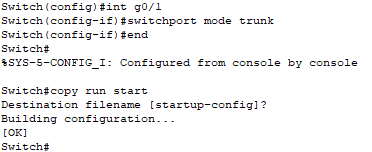 Switch(config)#int g0/1
Switch(config-if)#switchport mode trunk
Switch(config-if)#end
Switch#
%SYS-5-CONFIG_I: Configured from console by console
Switch#copy run start
Destination filename [startup-config]?
Building configuration...
[OK]
Switch#